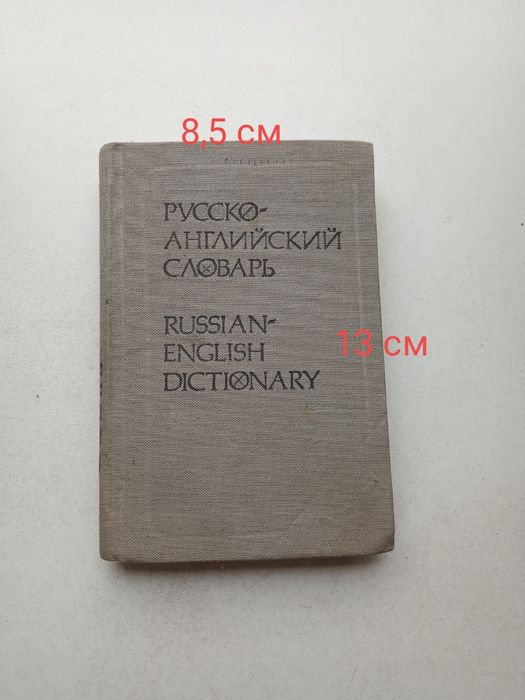 8,5 см
РУССКО-
АНГЛИЙСКИЙ
СЛОВАРЬ
RUSSIAN-
ENGLISH
DICTIONARY
13 см